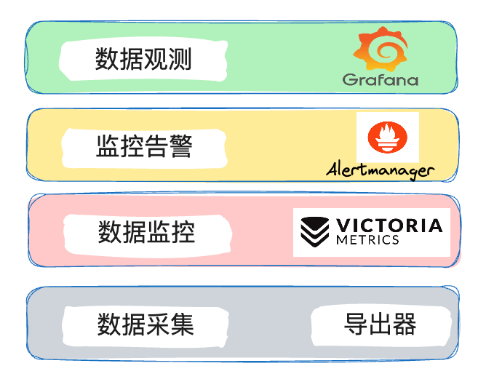 数据观测
Grafana
监控告警
Alertmanager
数据监控
VICTORIA
METRICS
数据采集 导出器